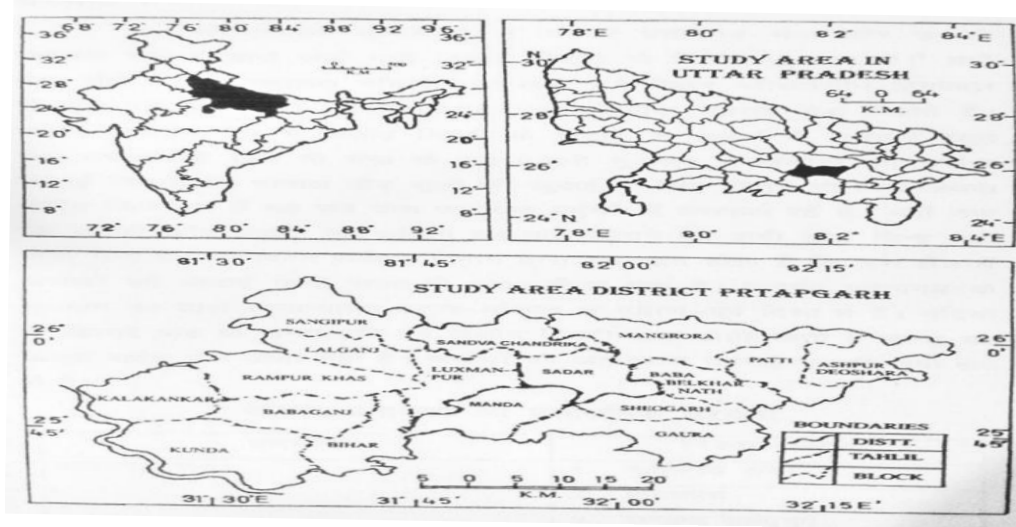 68° 72° 76° 80° 84° 88° 92° 96°
36° 36°
32 32°
28
24 24°
20°
16
12 12
8° 8°
72 76 80 84 88 92
78°E 80° 82° 84°E
N
30° 30°
STUDY AREA IN
UTTAR PRADESH
64 0 64
K.M.
28° 28°
26°
24°N 24°
78°E 80 82° 84°E
81°30' 81°45' 82°00' 82°15'
STUDY AREA DISTRICT PRTAPGARH
26° 26°
0' 0'
SANGIPUR
LALGANJ
SANDVA CHANDRIKA
MANGRORA
RAMPUR KHAS
LUXMAN-
PUR
SADAR
BABA
BELKHAR
NATH
PATTI
ASHPUR
DEOSHARA
KALAKANKAR
BABAGANJ
MANDA
SHEOGARH
KUNDA
BIHAR
GAURA
25° 25
45' 45'
BOUNDARIES
DISTT.
TAHLIL
BLOCK
5 0 5 10 15 20
K.M.
31°30'E 31°45' 32°00' 32°15'E